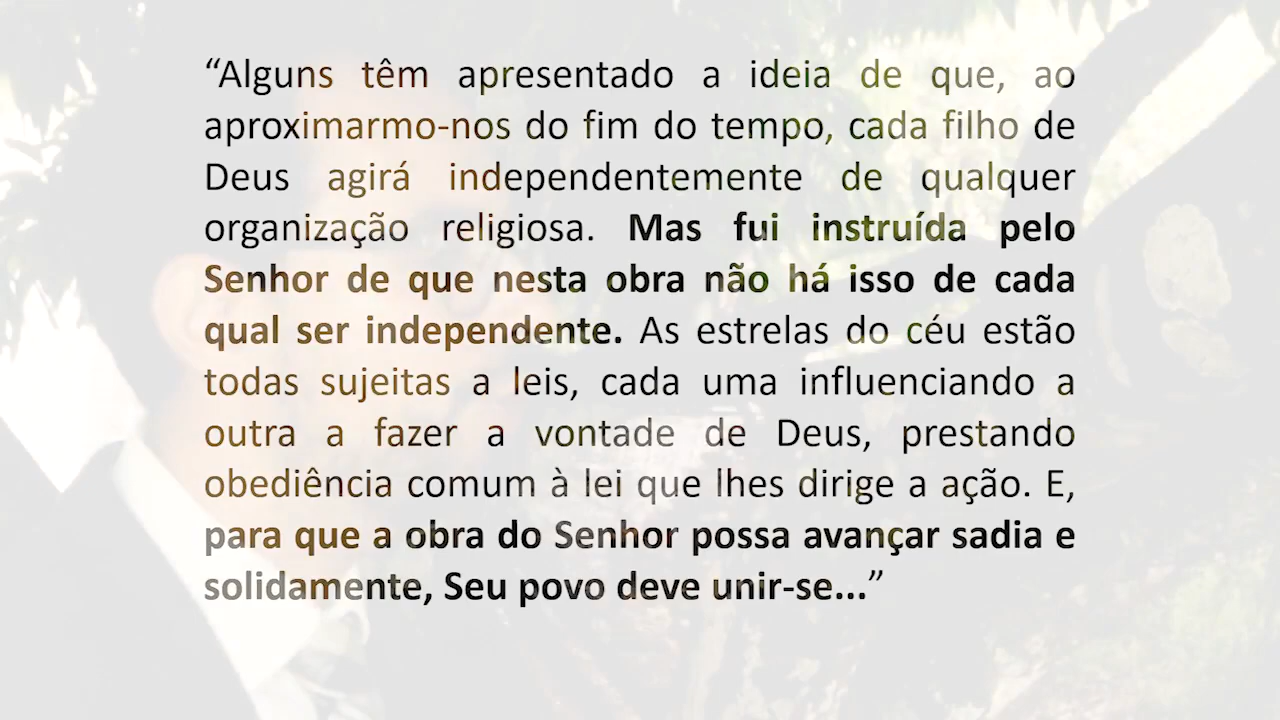 “Alguns têm apresentado a ideia de que, ao
aproximarmo-nos do fim do tempo, cada filho de
Deus agirá independentemente de qualquer
organização religiosa. Mas fui instruída pelo
Senhor de que nesta obra não há isso de cada
qual ser independente. As estrelas do céu estão
todas sujeitas a leis, cada uma influenciando a
outra a fazer a vontade de Deus, prestando
obediência comum à lei que lhes dirige a ação. E,
para que a obra do Senhor possa avançar sadia e
solidamente, Seu povo deve unir-se...”